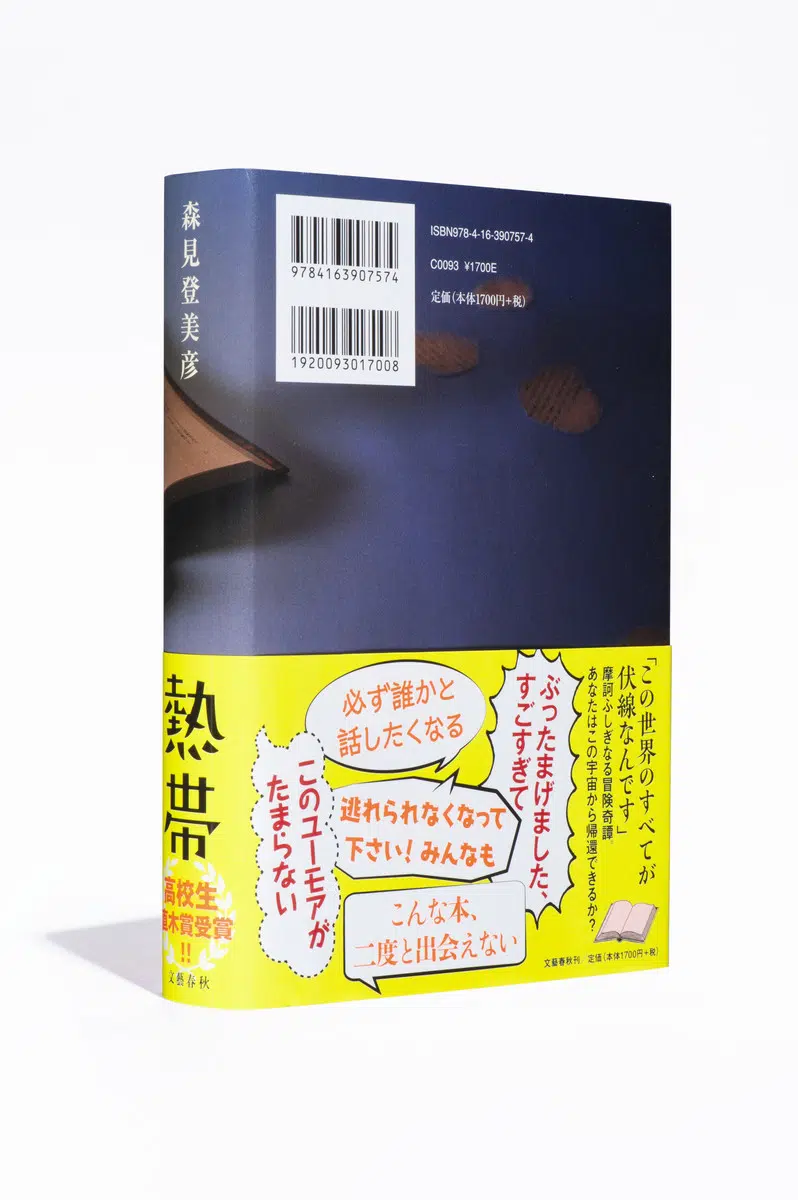 森見登美彦
熱帯
高校生
直木賞受賞
!!
文藝春秋
9784163907574
1920093017008
ISBN978-4-16-390757-4
C0093 ¥1700E
定価(本体1700円+税)
「この世界のすべてが
伏線なんです」
摩訶ふしぎなる冒険奇譚。
あなたはこの宇宙から帰還できるか?
ぶったまげました、
すごすぎて
必ず誰かと
話したくなる
逃れられなくなって
下さい!みんなも
このユーモアが
たまらない
こんな本、
二度と出会えない
文藝春秋刊 定価(本体1700円+税)